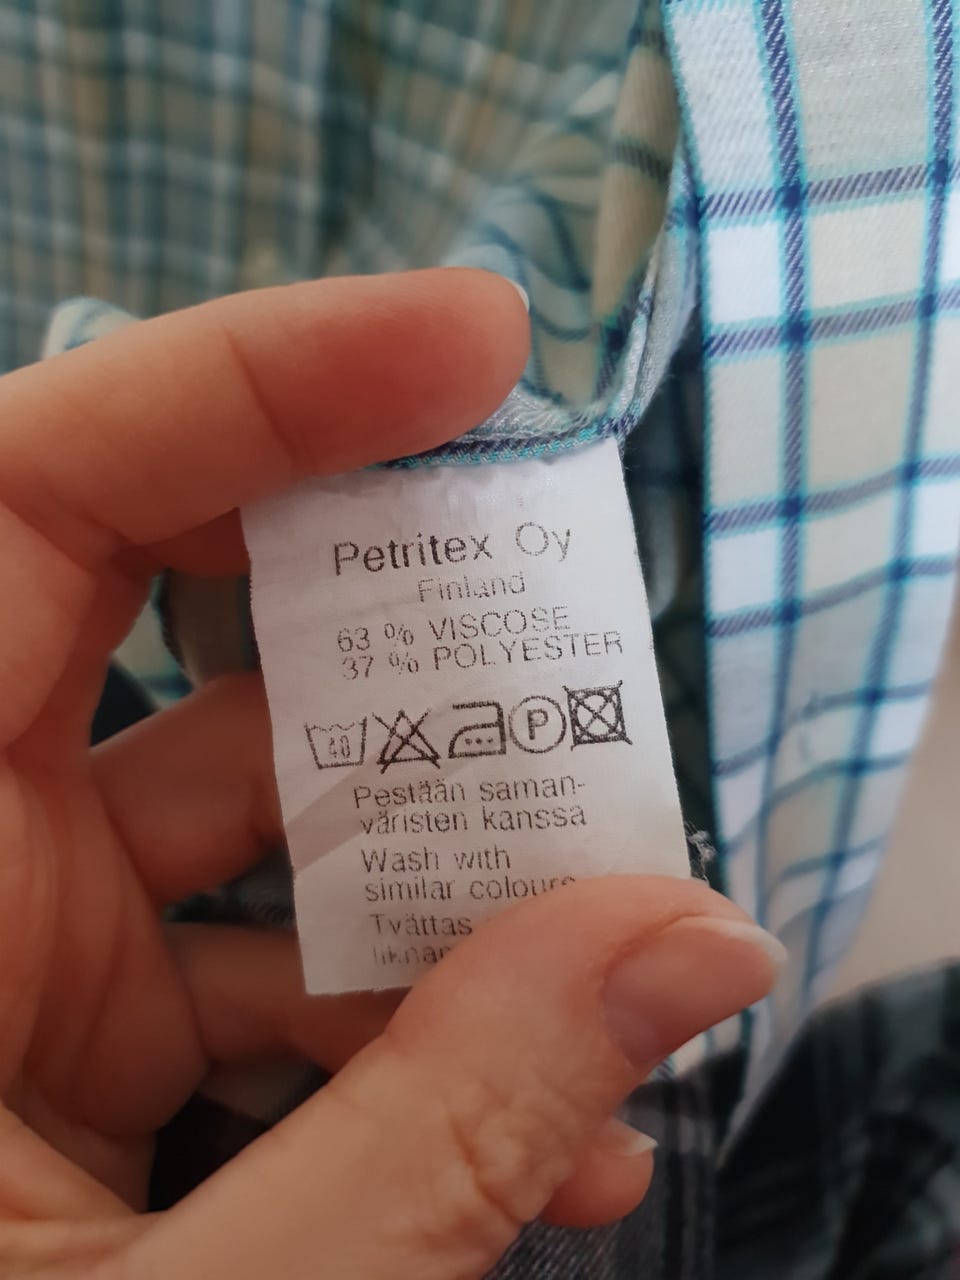 Petritex Oy
Finland
63 % VISCOSE
37 % POLYESTER
40 P
Pestään saman-
väristen kanssa
Wash with
similar colours
Tvättas